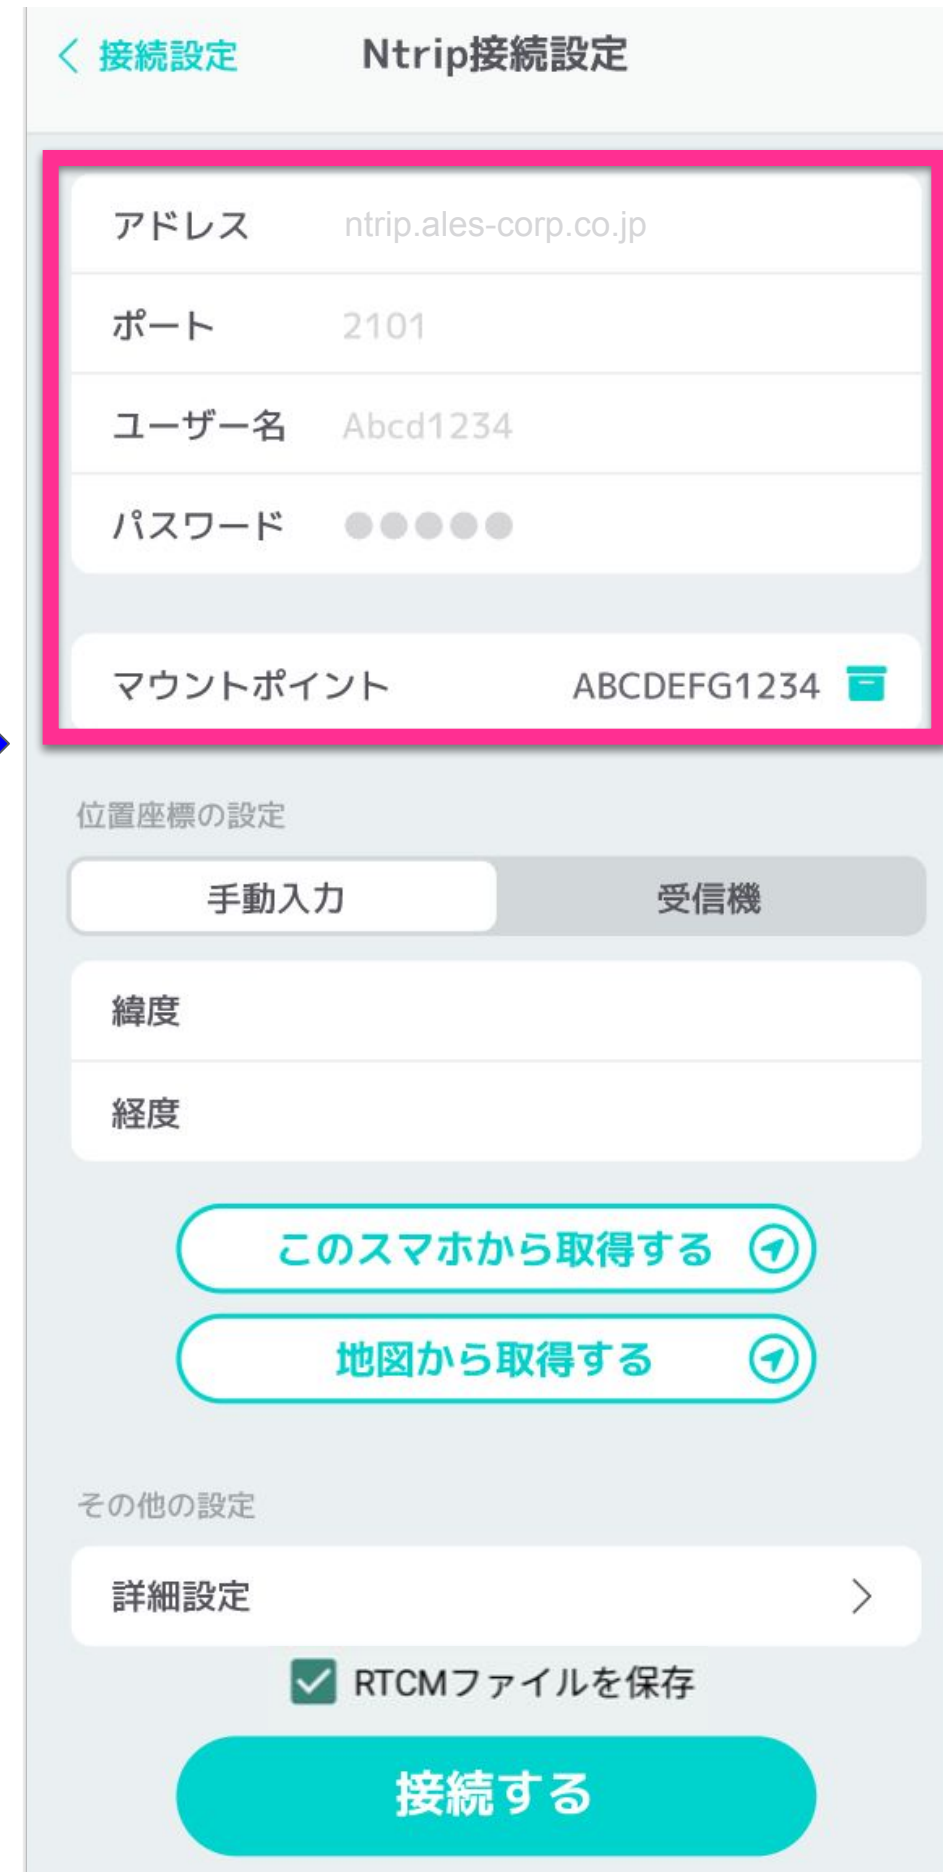 接続設定 Ntrip接続設定
アドレス ntrip.ales-corp.co.jp
ポート 2101
ユーザー名 Abcd1234
パスワード ●●●●●
マウントポイント ABCDEFG1234
位置座標の設定
手動入力 受信機
緯度
経度
このスマホから取得する
地図から取得する
その他の設定
詳細設定
RTCMファイルを保存
接続する